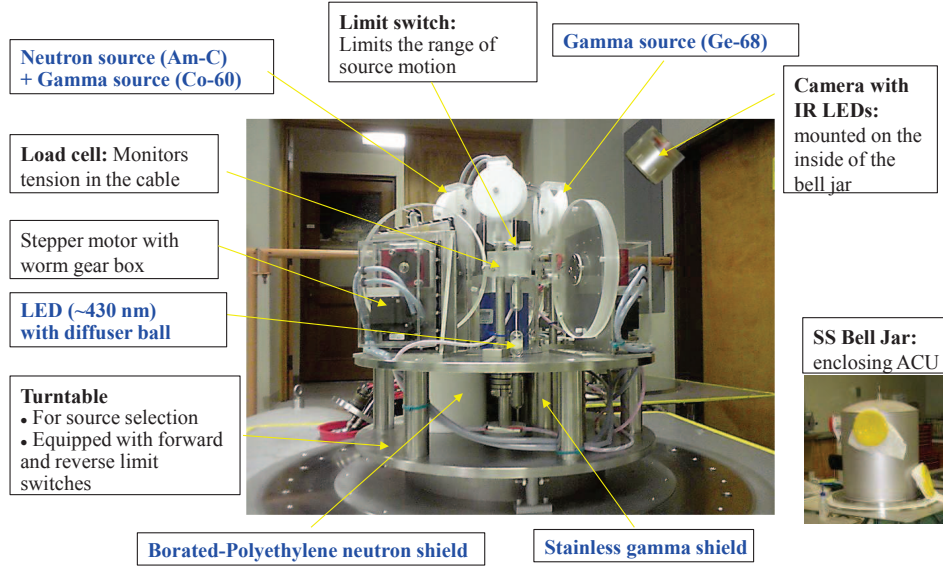 Limit switch:
Limits the range of
source motion
Neutron source (Am-C)
+ Gamma source (Co-60)
Gamma source (Ge-68)
Camera with
IR LEDs:
mounted on the
inside of the
bell jar
Load cell: Monitors
tension in the cable
Stepper motor with
worm gear box
LED (~430 nm)
with diffuser ball
SS Bell Jar:
enclosing ACU
Turntable
• For source selection
• Equipped with forward
and reverse limit
switches
Borated-Polyethylene neutron shield
Stainless gamma shield